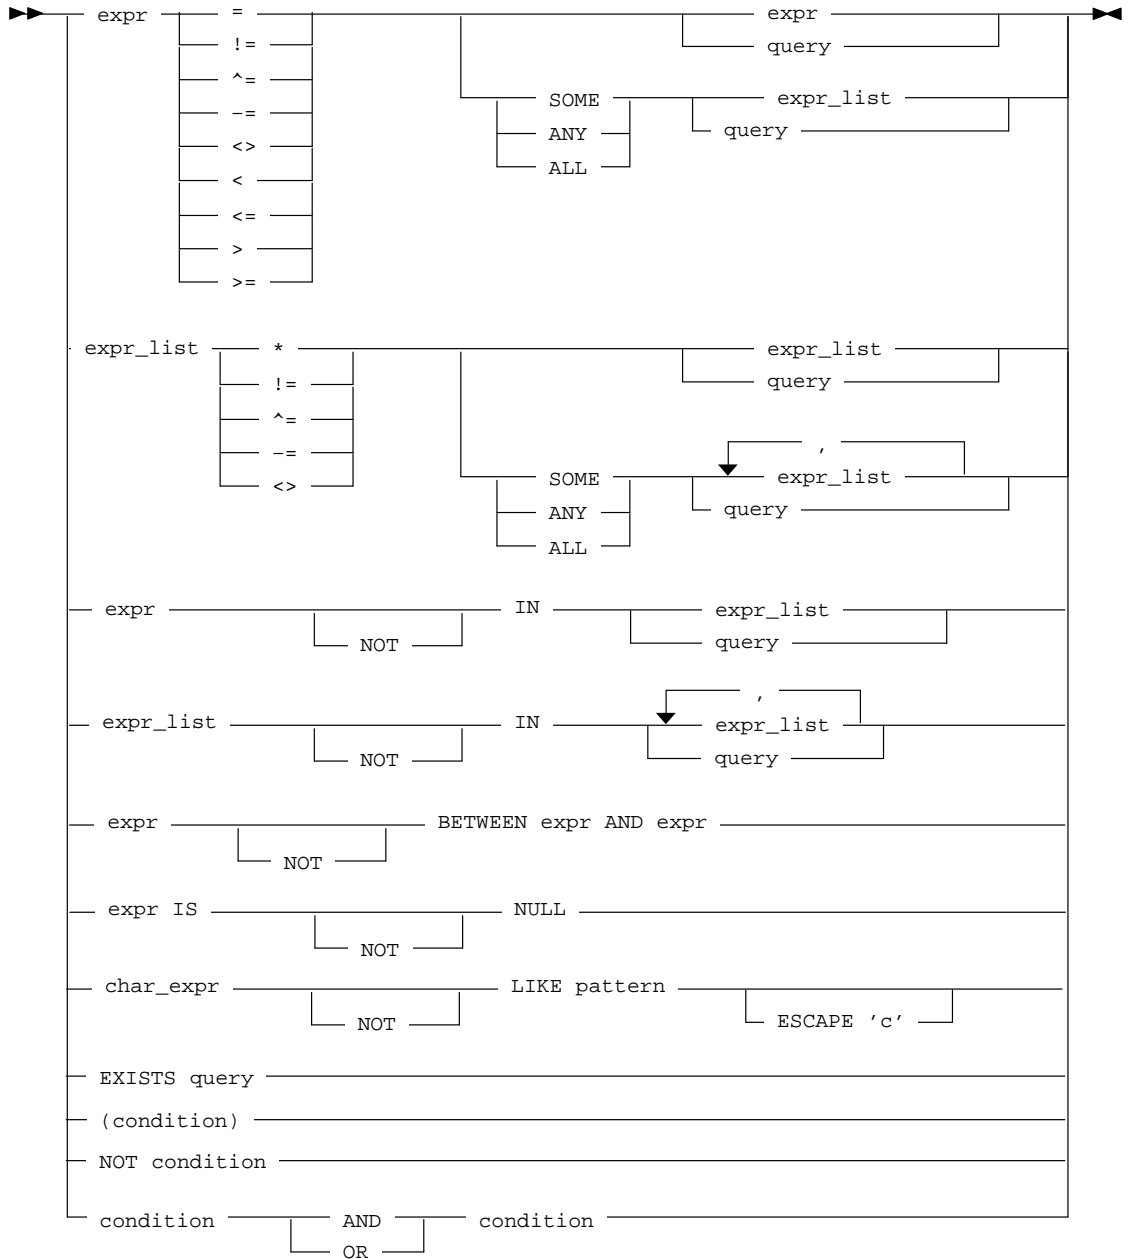 expr = expr
!= query
^=
−= SOME expr_list
<> ANY query
< ALL
<=
>
>=
expr_list * expr_list
!= query
^=
−= ,
<> SOME expr_list
ANY query
ALL
expr IN expr_list
NOT query
,
expr_list IN expr_list
NOT query
expr BETWEEN expr AND expr
NOT
expr IS NULL
NOT
char_expr LIKE pattern
NOT ESCAPE ’c’
EXISTS query
(condition)
NOT condition
condition AND condition
OR